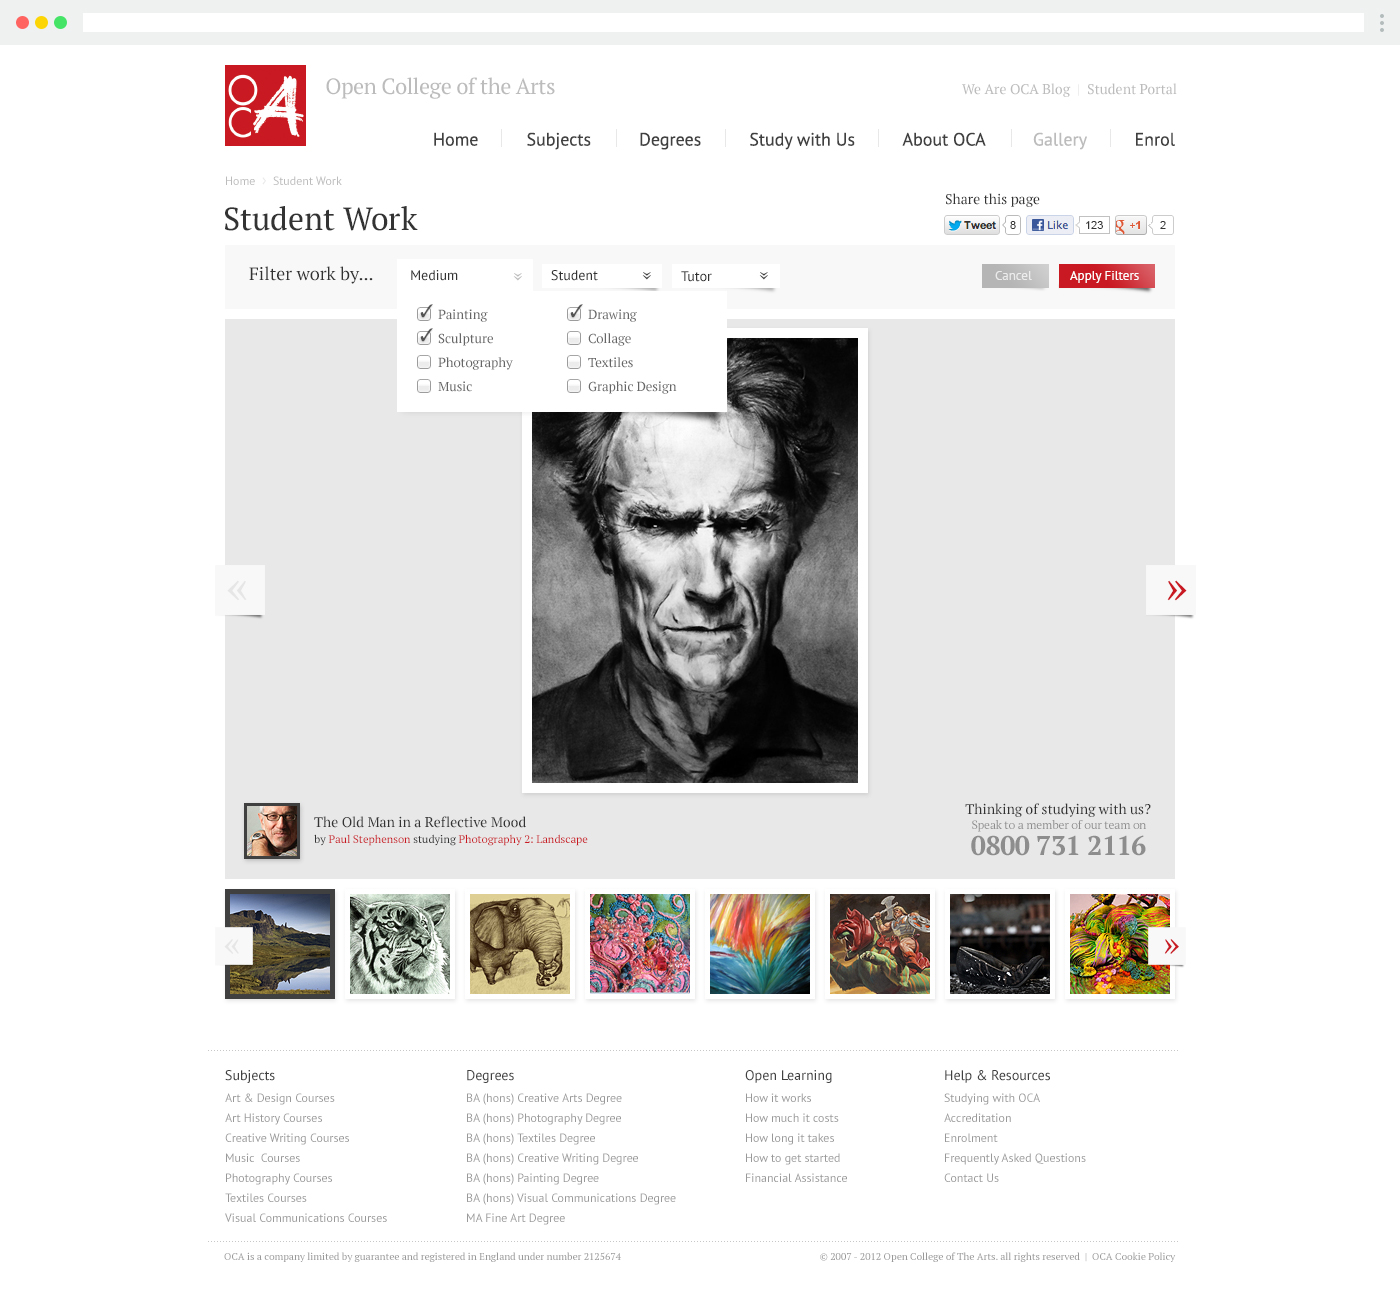 OCA
Open College of the Arts
We Are OCA Blog | Student Portal
Home Subjects Degrees Study with Us About OCA Gallery Enrol
Home › Student Work
Student Work
Share this page
Tweet 8 Like 123 +1 2
Filter work by...
Medium Student Tutor
Cancel Apply Filters
Painting Drawing
Sculpture Collage
Photography Textiles
Music Graphic Design
The Old Man in a Reflective Mood
by Paul Stephenson studying Photography 2: Landscape
Thinking of studying with us?
Speak to a member of our team on
0800 731 2116
Subjects
Art & Design Courses
Art History Courses
Creative Writing Courses
Music Courses
Photography Courses
Textiles Courses
Visual Communications Courses
Degrees
BA (hons) Creative Arts Degree
BA (hons) Photography Degree
BA (hons) Textiles Degree
BA (hons) Creative Writing Degree
BA (hons) Painting Degree
BA (hons) Visual Communications Degree
MA Fine Art Degree
Open Learning
How it works
How much it costs
How long it takes
How to get started
Financial Assistance
Help & Resources
Studying with OCA
Accreditation
Enrolment
Frequently Asked Questions
Contact Us
OCA is a company limited by guarantee and registered in England under number 2125674
© 2007 - 2012 Open College of The Arts. all rights reserved | OCA Cookie Policy